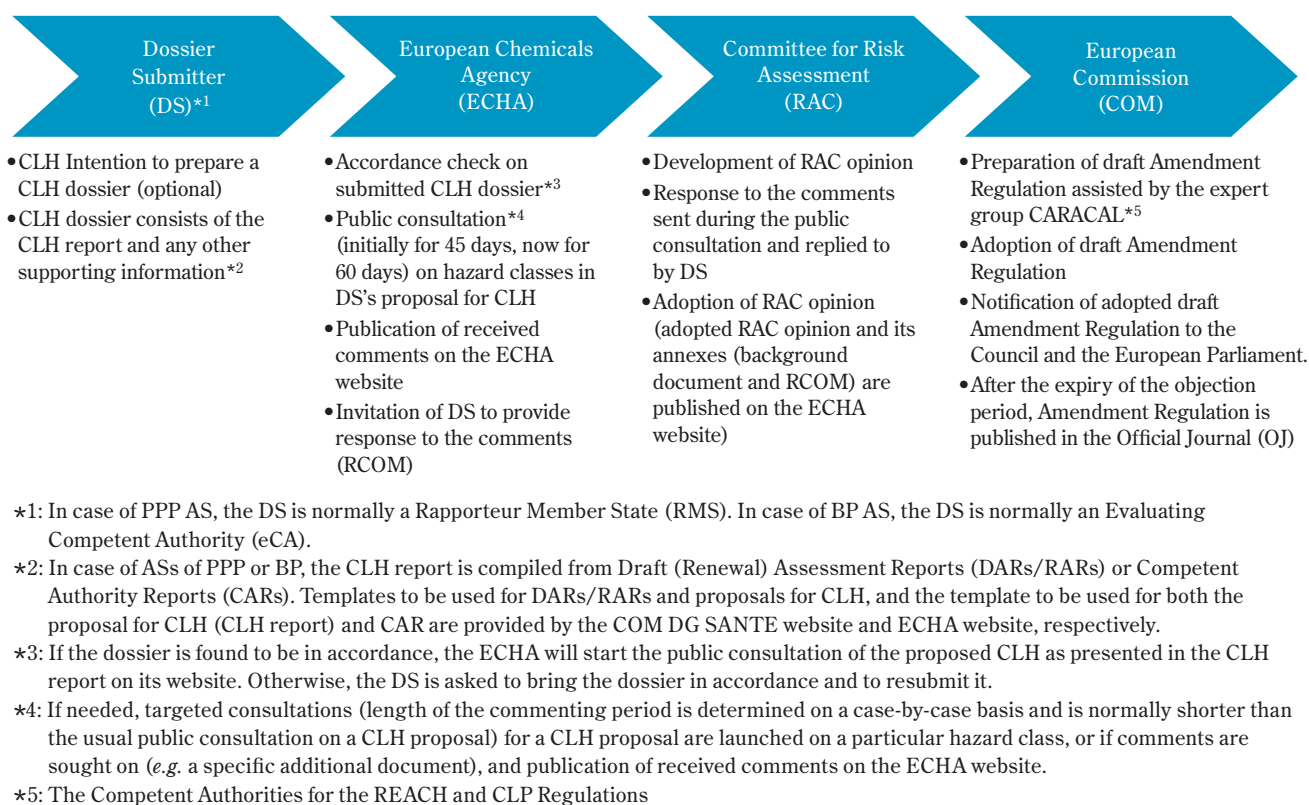 Dossier
Submitter
(DS)*1
European Chemicals
Agency
(ECHA)
Committee for Risk
Assessment
(RAC)
European
Commission
(COM)
•CLH Intention to prepare a
CLH dossier (optional)
•CLH dossier consists of the
CLH report and any other
supporting information*2
•Accordance check on
submitted CLH dossier*3
•Public consultation*4
(initially for 45 days, now for
60 days) on hazard classes in
DS’s proposal for CLH
•Publication of received
comments on the ECHA
website
•Invitation of DS to provide
response to the comments
(RCOM)
•Development of RAC opinion
•Response to the comments
sent during the public
consultation and replied to
by DS
•Adoption of RAC opinion
(adopted RAC opinion and its
annexes (background
document and RCOM) are
published on the ECHA
website)
•Preparation of draft Amendment
Regulation assisted by the expert
group CARACAL*5
•Adoption of draft Amendment
Regulation
•Notification of adopted draft
Amendment Regulation to the
Council and the European Parliament.
•After the expiry of the objection
period, Amendment Regulation is
published in the Official Journal (OJ)
*1: In case of PPP AS, the DS is normally a Rapporteur Member State (RMS). In case of BP AS, the DS is normally an Evaluating
Competent Authority (eCA).
*2: In case of ASs of PPP or BP, the CLH report is compiled from Draft (Renewal) Assessment Reports (DARs/RARs) or Competent
Authority Reports (CARs). Templates to be used for DARs/RARs and proposals for CLH, and the template to be used for both the
proposal for CLH (CLH report) and CAR are provided by the COM DG SANTE website and ECHA website, respectively.
*3: If the dossier is found to be in accordance, the ECHA will start the public consultation of the proposed CLH as presented in the CLH
report on its website. Otherwise, the DS is asked to bring the dossier in accordance and to resubmit it.
*4: If needed, targeted consultations (length of the commenting period is determined on a case-by-case basis and is normally shorter than
the usual public consultation on a CLH proposal) for a CLH proposal are launched on a particular hazard class, or if comments are
sought on (e.g. a specific additional document), and publication of received comments on the ECHA website.
*5: The Competent Authorities for the REACH and CLP Regulations